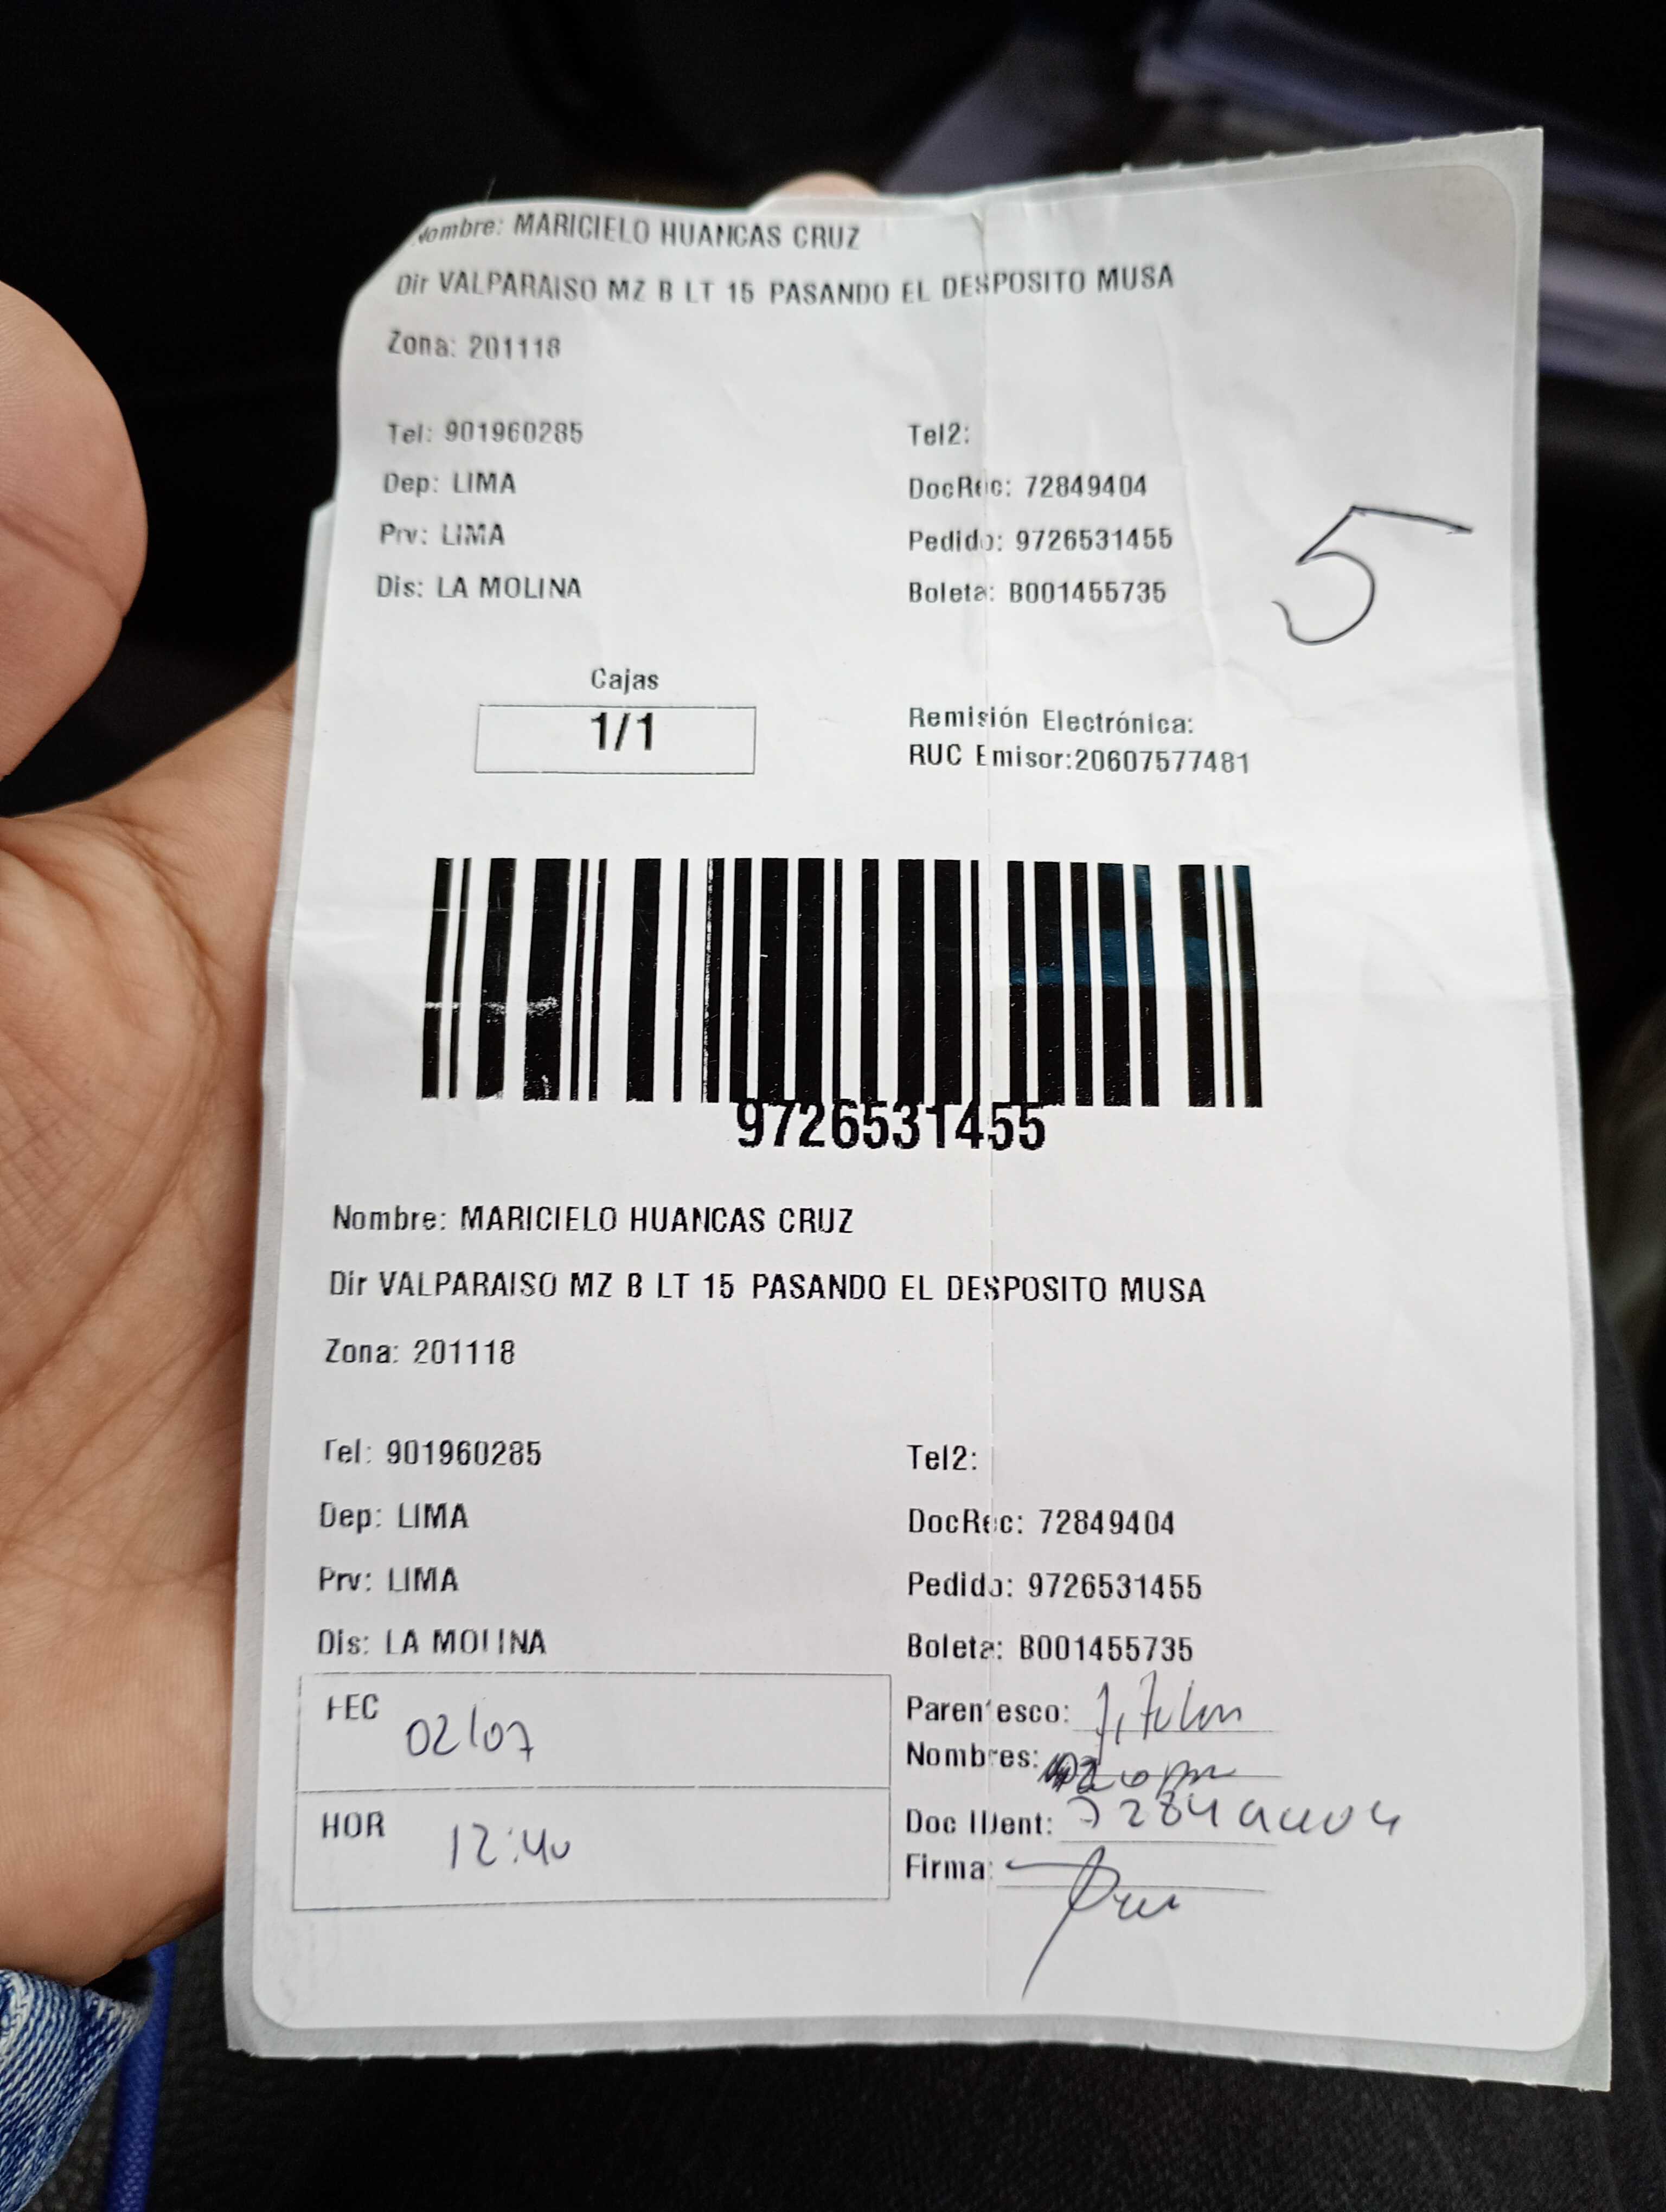 Nombre: MARICIELO HUANCAS CRUZ
Dir VALPARAISO MZ B LT 15 PASANDO EL DESPOSITO MUSA
Zona: 201118
Tel: 901960285 Tel2:
Dep: LIMA DocRec: 72849404
Prv: LIMA Pedido: 9726531455
Dis: LA MOLINA Boleta: B001455735
5
Cajas
1/1
Remisión Electrónica:
RUC Emisor:20607577481
9726531455
Nombre: MARICIELO HUANCAS CRUZ
Dir VALPARAISO MZ B LT 15 PASANDO EL DESPOSITO MUSA
Zona: 201118
Tel: 901960285 Tel2:
Dep: LIMA DocRec: 72849404
Prv: LIMA Pedido: 9726531455
Dis: LA MOLINA Boleta: B001455735
FEC 02/07
HOR 12:40
Parentesco:
Nombres:
Doc IDent:
Firma: